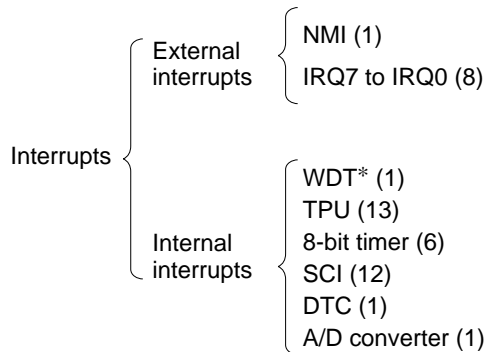 Interrupts
External
interrupts
NMI (1)
IRQ7 to IRQ0 (8)
Internal
interrupts
WDT* (1)
TPU (13)
8-bit timer (6)
SCI (12)
DTC (1)
A/D converter (1)